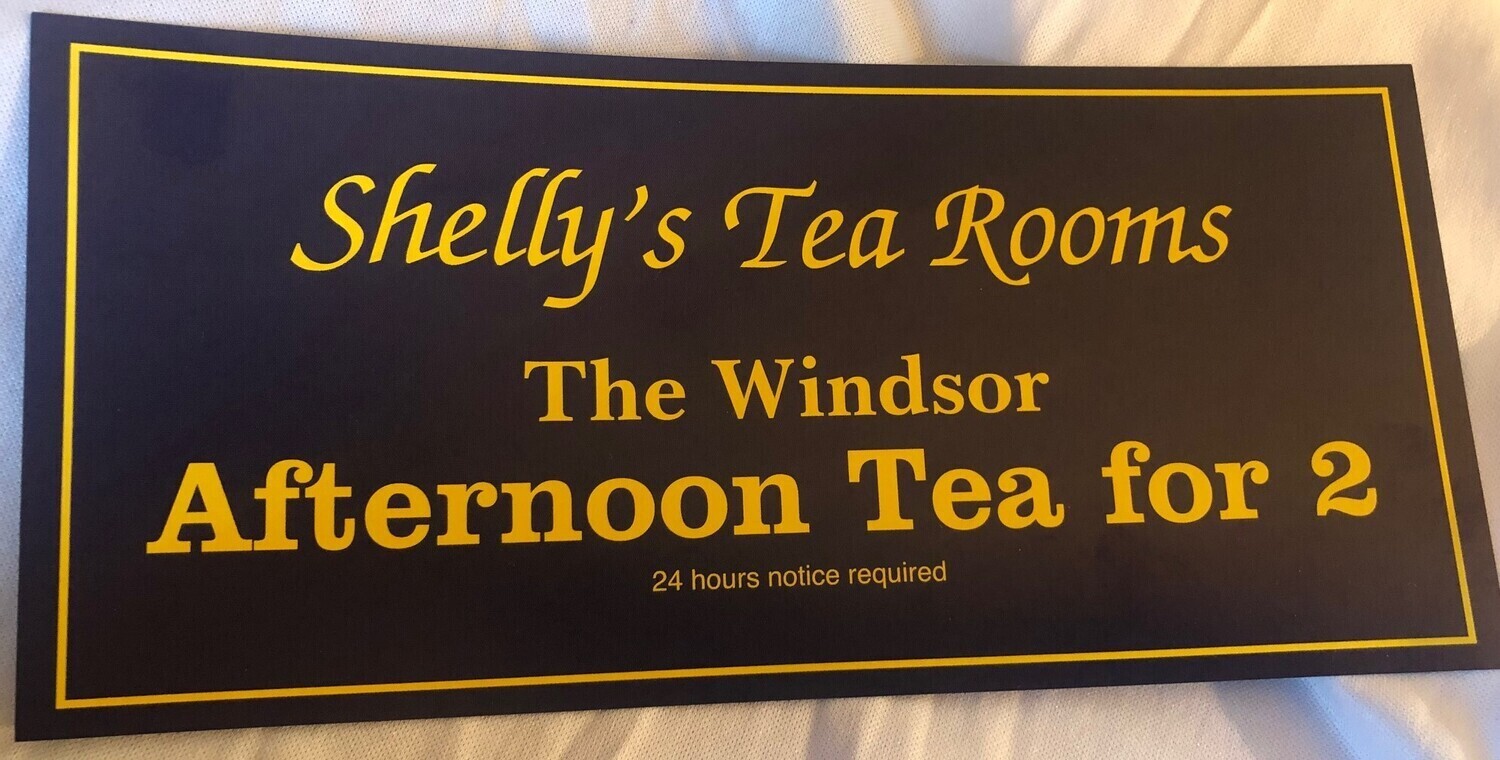 Shelly's Tea Rooms
The Windsor
Afternoon Tea for 2
24 hours notice required